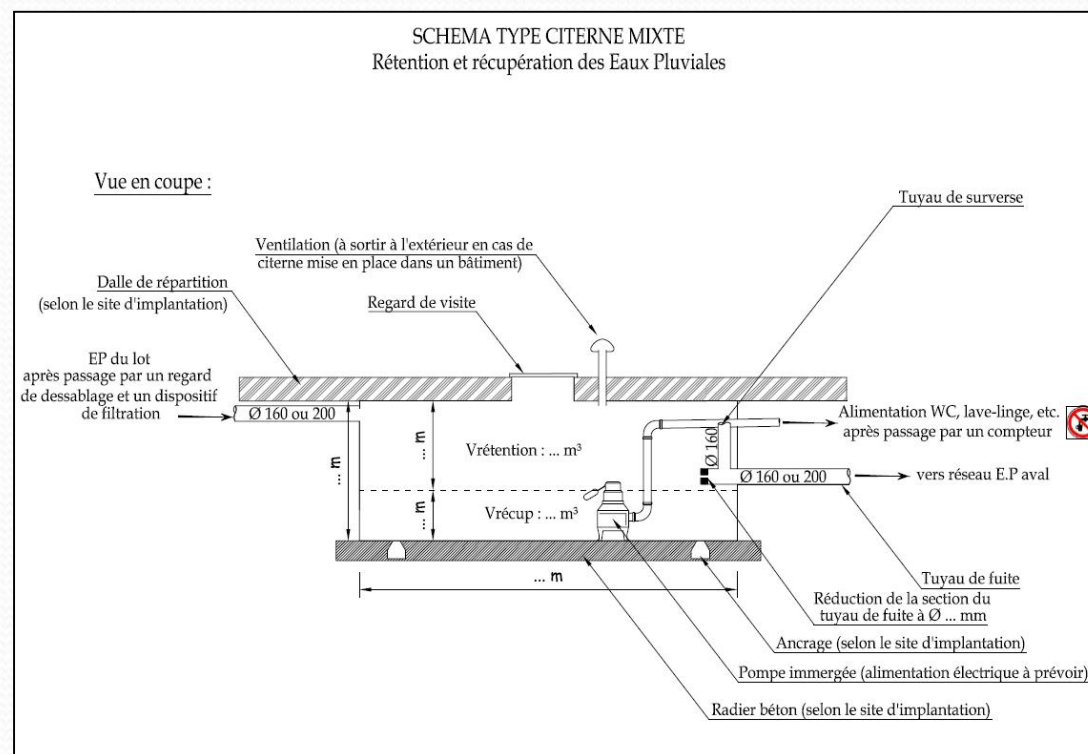 SCHEMA TYPE CITERNE MIXTE
Rétention et récupération des Eaux Pluviales
Vue en coupe :
Tuyau de surverse
Ventilation (à sortir à l'extérieur en cas de
citerne mise en place dans un bâtiment)
Dalle de répartition
(selon le site d'implantation)
Regard de visite
EP du lot
après passage par un regard
de dessablage et un dispositif
de filtration
Ø 160 ou 200
Alimentation WC, lave-linge, etc.
après passage par un compteur
... m
... m
Vrétention : ... m³
Ø 160
Ø 160 ou 200
vers réseau E.P aval
... m
Vrécup : ... m³
... m
Tuyau de fuite
Réduction de la section du
tuyau de fuite à Ø ... mm
Ancrage (selon le site d'implantation)
Pompe immergée (alimentation électrique à prévoir)
Radier béton (selon le site d'implantation)